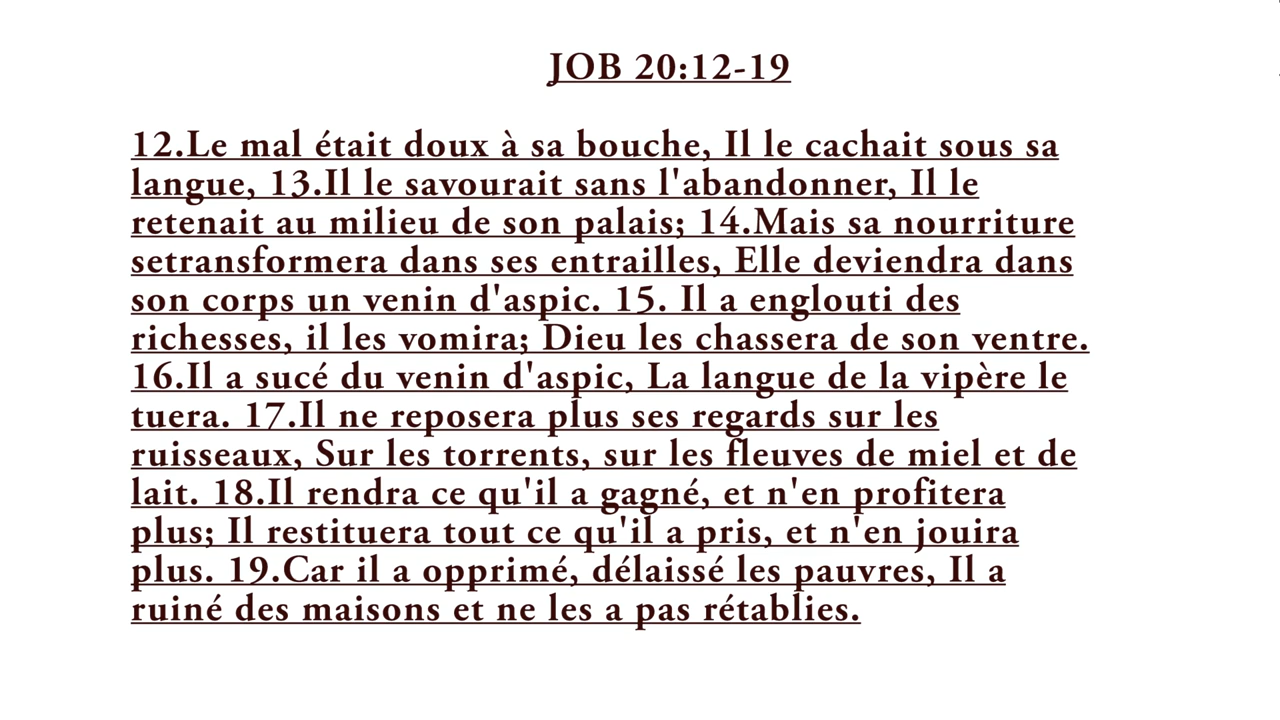 JOB 20:12-19
12.Le mal était doux à sa bouche, Il le cachait sous sa
langue, 13.Il le savourait sans l'abandonner, Il le
retenait au milieu de son palais; 14.Mais sa nourriture
setransformera dans ses entrailles, Elle deviendra dans
son corps un venin d'aspic. 15. Il a englouti des
richesses, il les vomira; Dieu les chassera de son ventre.
16.Il a sucé du venin d'aspic, La langue de la vipère le
tuera. 17.Il ne reposera plus ses regards sur les
ruisseaux, Sur les torrents, sur les fleuves de miel et de
lait. 18.Il rendra ce qu'il a gagné, et n'en profitera
plus; Il restituera tout ce qu'il a pris, et n'en jouira
plus. 19.Car il a opprimé, délaissé les pauvres, Il a
ruiné des maisons et ne les a pas rétablies.